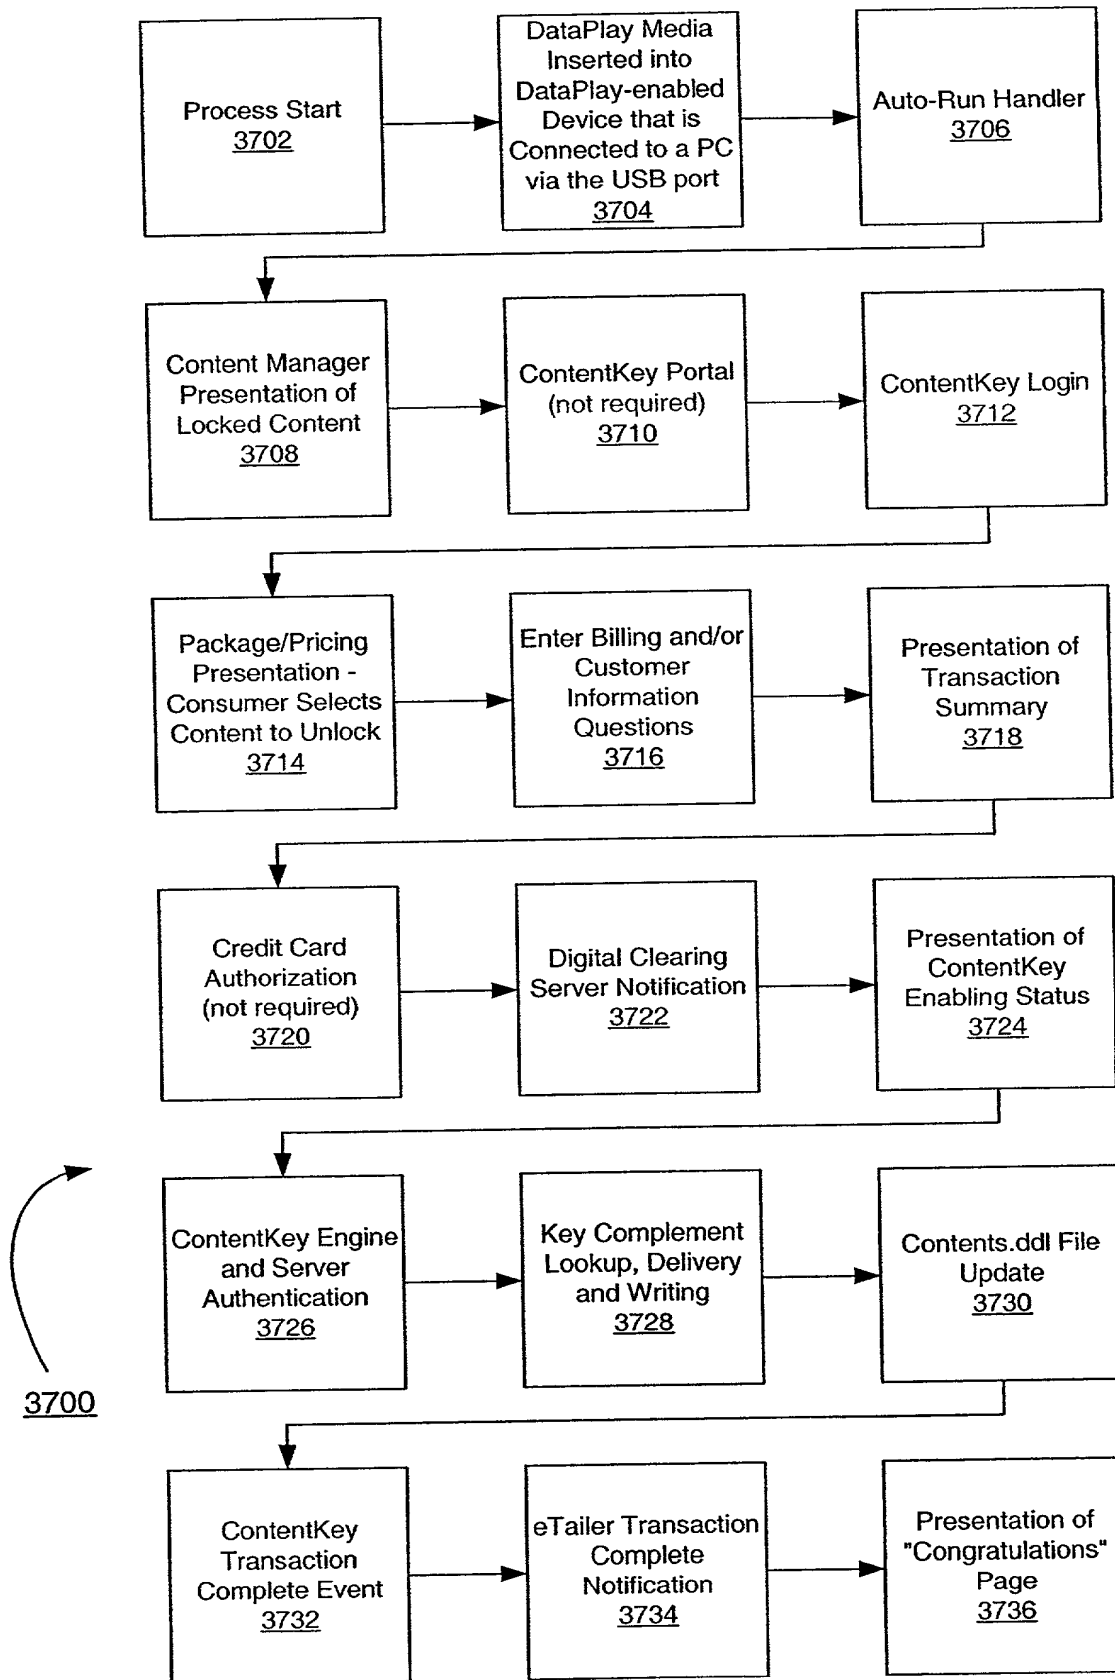 Process Start
3702
DataPlay Media
Inserted into
DataPlay-enabled
Device that is
Connected to a PC
via the USB port
3704
Auto-Run Handler
3706
Content Manager
Presentation of
Locked Content
3708
ContentKey Portal
(not required)
3710
ContentKey Login
3712
Package/Pricing
Presentation -
Consumer Selects
Content to Unlock
3714
Enter Billing and/or
Customer
Information
Questions
3716
Presentation of
Transaction
Summary
3718
Credit Card
Authorization
(not required)
3720
Digital Clearing
Server Notification
3722
Presentation of
ContentKey
Enabling Status
3724
ContentKey Engine
and Server
Authentication
3726
Key Complement
Lookup, Delivery
and Writing
3728
Contents.ddl File
Update
3730
3700
ContentKey
Transaction
Complete Event
3732
eTailer Transaction
Complete
Notification
3734
Presentation of
"Congratulations"
Page
3736